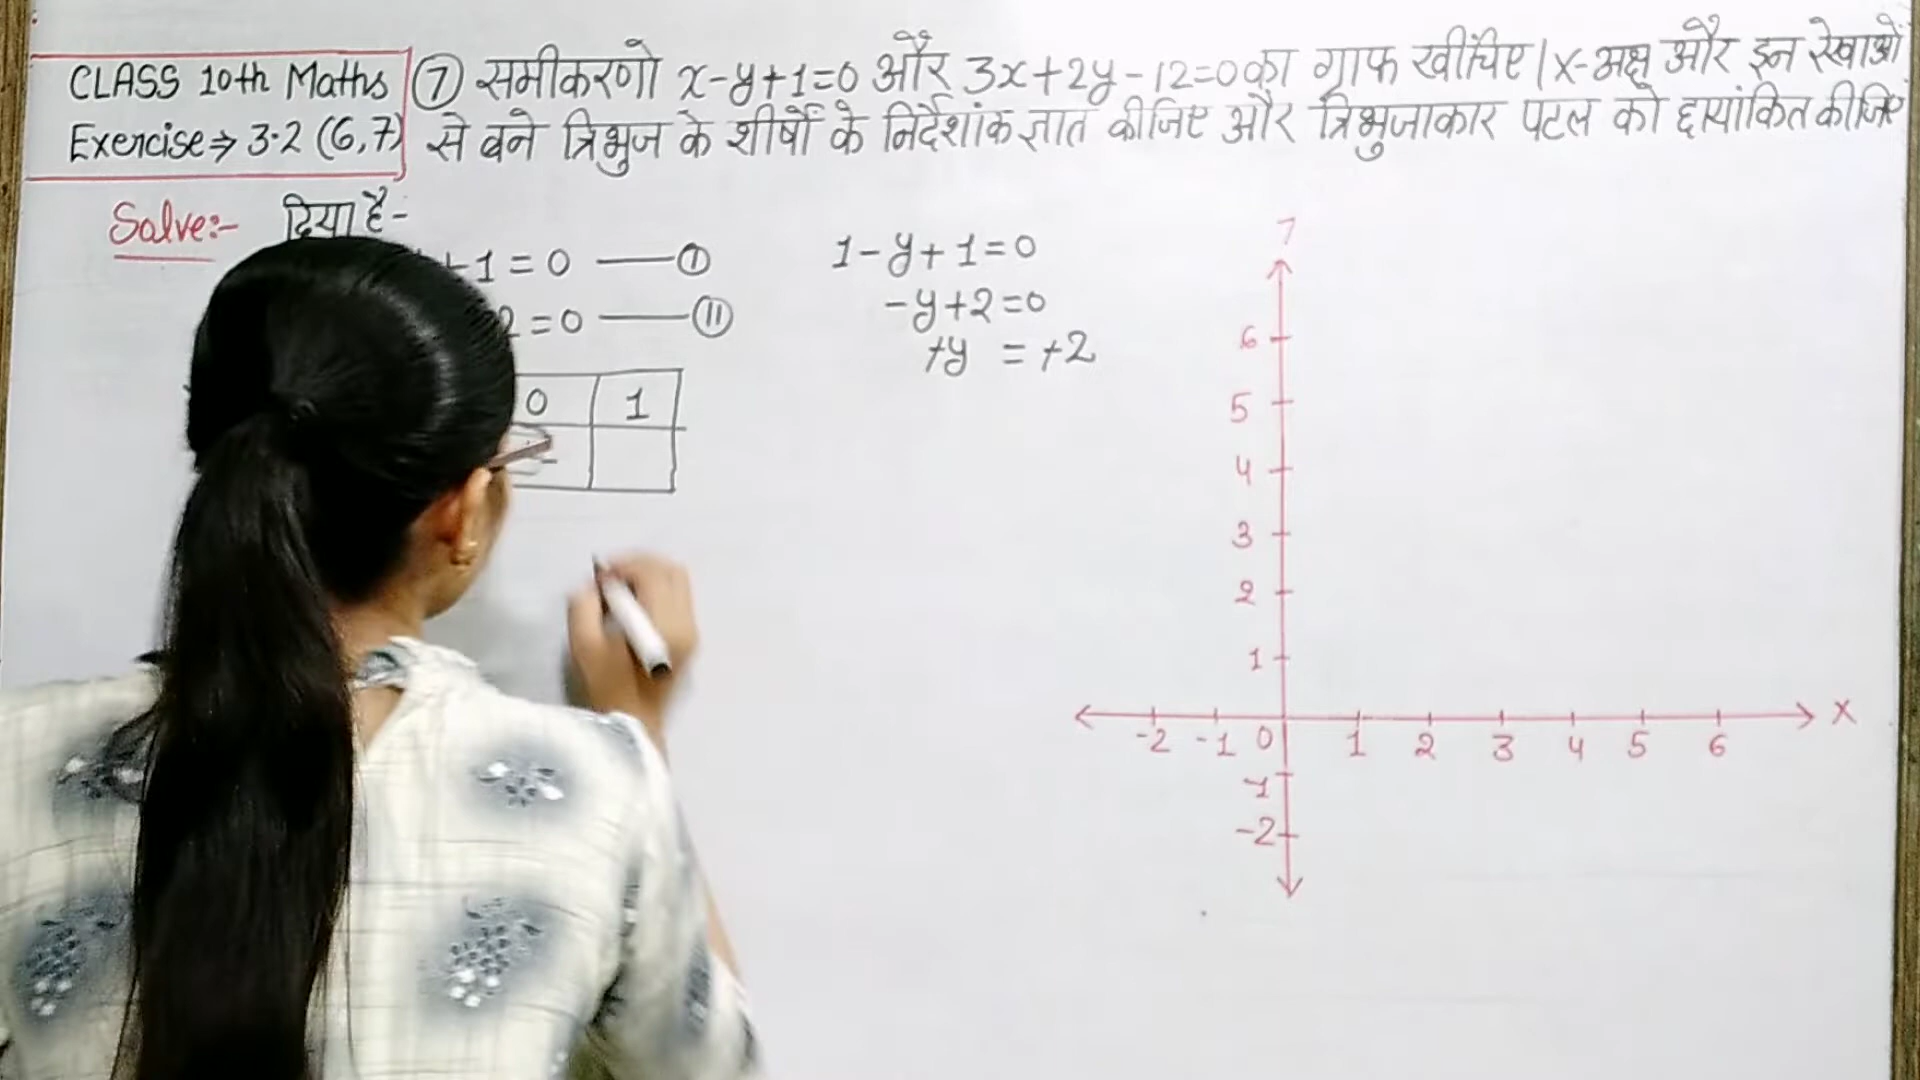 CLASS 10th Maths
Exercise⇒ 3.2 (6,7)
⑦ समीकरणो x-y+1=0 और 3x+2y-12=0 का ग्राफ खींचिए | x-अक्ष और इन रेखाओं
से बने त्रिभुज के शीर्षों के निर्देशांक ज्ञात कीजिए और त्रिभुजाकार पटल को छायांकित कीजिए
Solve:- दिया है-
+1=0 —— Ⅰ
2=0 —— Ⅱ
0 1
1-y+1=0
-y+2=0
+y = +2
7
6
5
4
3
2
1
-2 -1 0 1 2 3 4 5 6 X
-1
-2